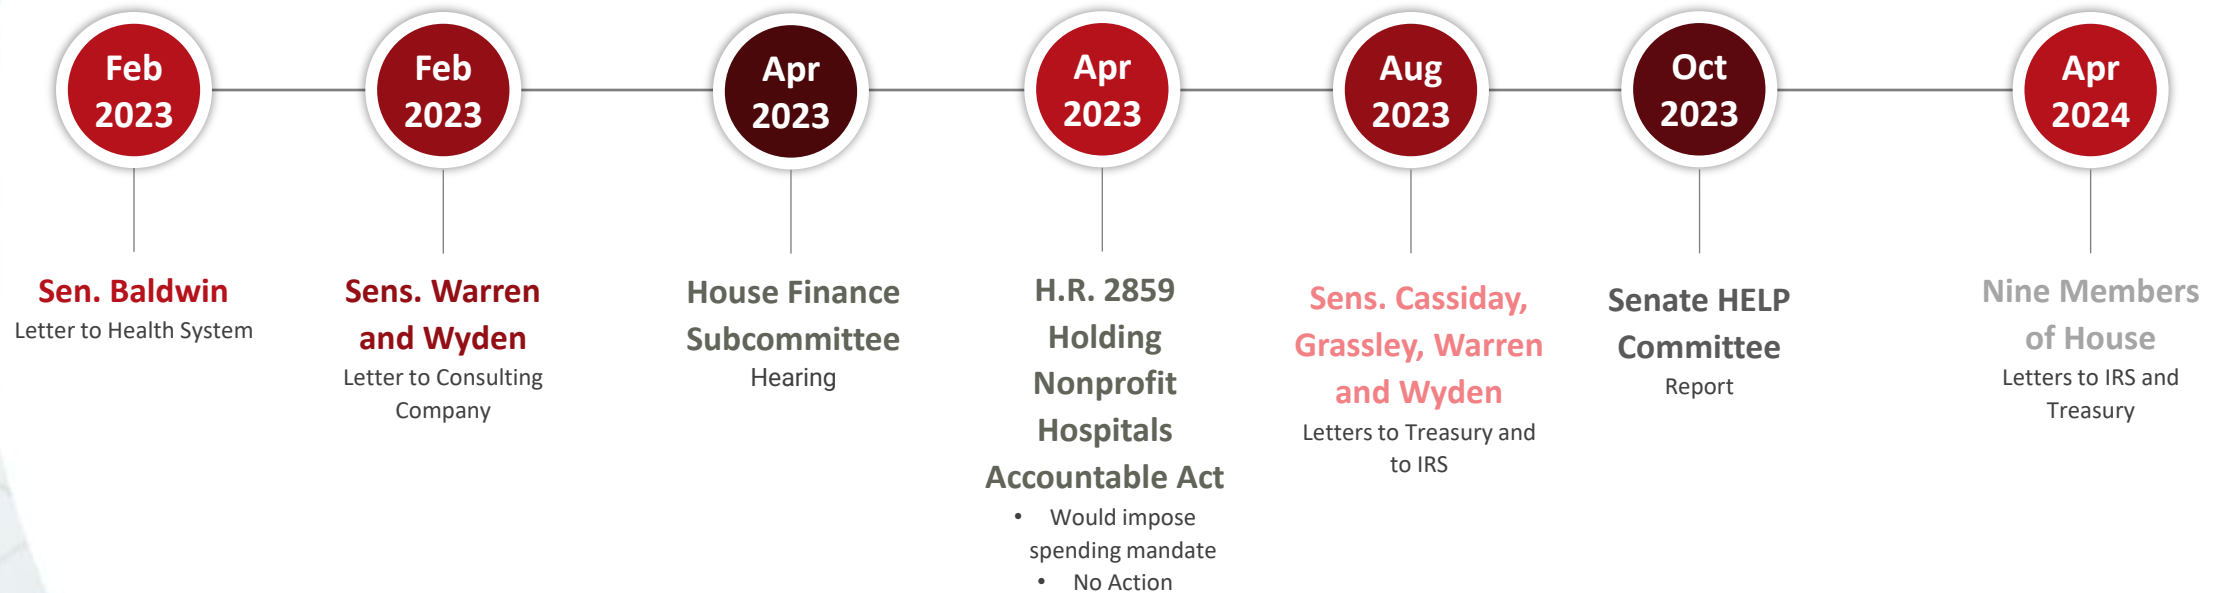 Feb
2023
Feb
2023
Apr
2023
Apr
2023
Aug
2023
Oct
2023
Apr
2024
Sen. Baldwin
Letter to Health System
Sens. Warren
and Wyden
Letter to Consulting
Company
House Finance
Subcommittee
Hearing
H.R. 2859
Holding
Nonprofit
Hospitals
Accountable Act
• Would impose
spending mandate
• No Action
Sens. Cassiday,
Grassley, Warren
and Wyden
Letters to Treasury and
to IRS
Senate HELP
Committee
Report
Nine Members
of House
Letters to IRS and
Treasury